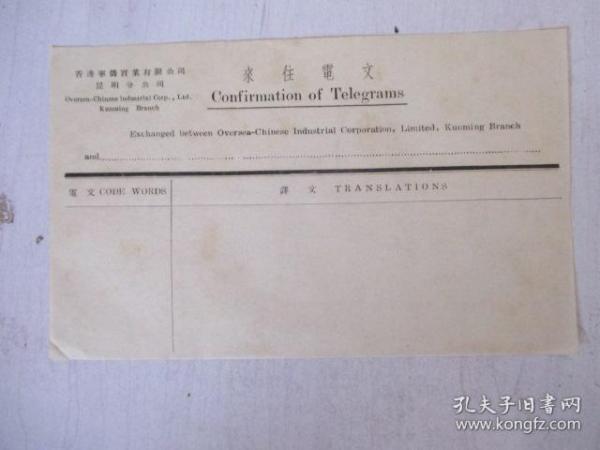 香港華僑實業有限公司
昆明分公司
Oversea-Chinese Industrial Corp., Ltd.
Kunming Branch
來往電文
Confirmation of Telegrams
Exchanged between Oversea-Chinese Industrial Corporation, Limited, Kunming Branch
and
電文 CODE WORDS
譯文 TRANSLATIONS
孔夫子旧书网
www.kongfz.com